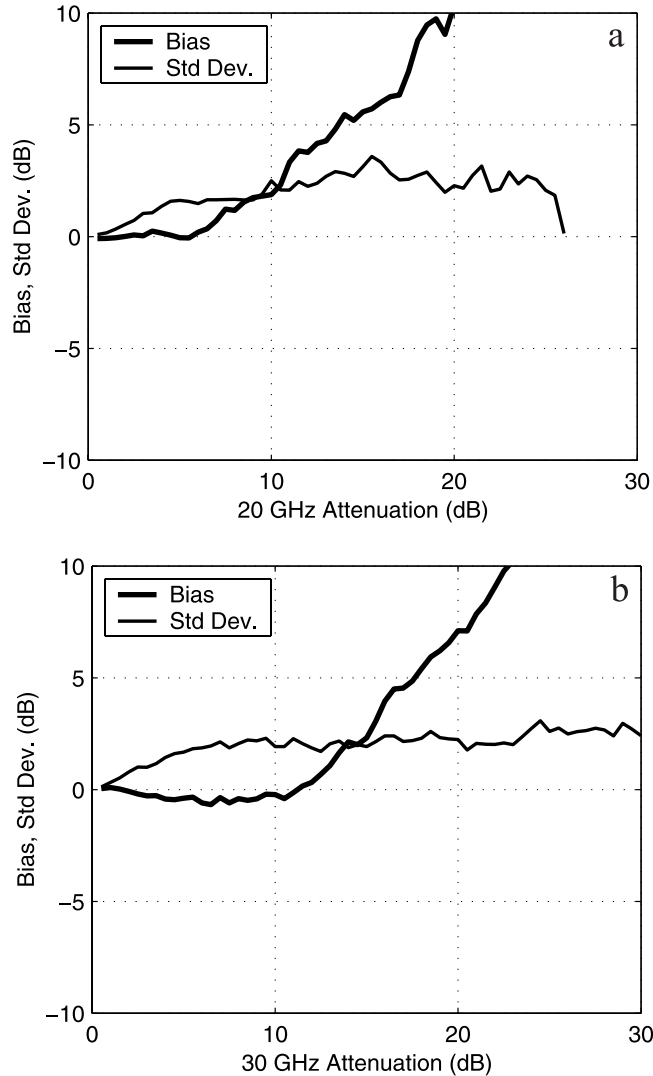 a
Bias
Std Dev.
10
5
0
−5
−10
Bias, Std Dev. (dB)
0
10
20
30
20 GHz Attenuation (dB)
b
Bias
Std Dev.
10
5
0
−5
−10
Bias, Std Dev. (dB)
0
10
20
30
30 GHz Attenuation (dB)